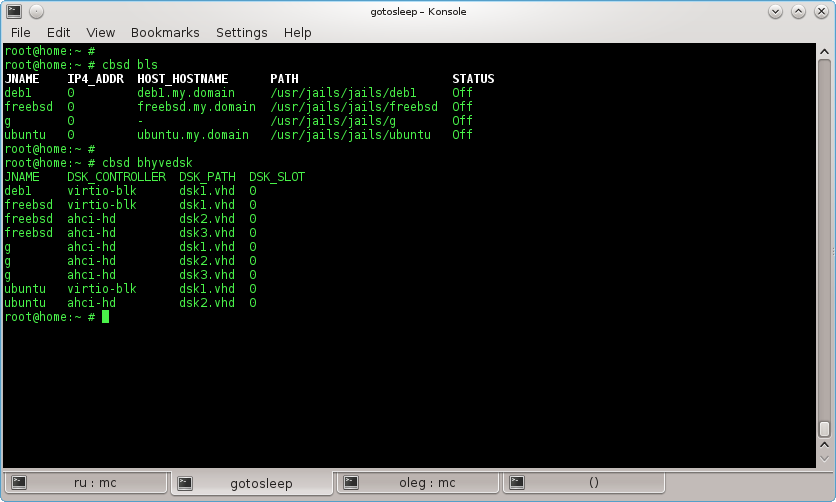 gotosleep – Konsole
File Edit View Bookmarks Settings Help
root@home:~ #
root@home:~ # cbsd bls
JNAME    IP4_ADDR  HOST_HOSTNAME      PATH                      STATUS
deb1     0         deb1.my.domain     /usr/jails/jails/deb1     Off
freebsd  0         freebsd.my.domain  /usr/jails/jails/freebsd  Off
g        0         -                  /usr/jails/jails/g        Off
ubuntu   0         ubuntu.my.domain   /usr/jails/jails/ubuntu   Off
root@home:~ #
root@home:~ # cbsd bhyvedsk
JNAME    DSK_CONTROLLER  DSK_PATH  DSK_SLOT
deb1     virtio-blk      dsk1.vhd  0
freebsd  virtio-blk      dsk1.vhd  0
freebsd  ahci-hd         dsk2.vhd  0
freebsd  ahci-hd         dsk3.vhd  0
g        ahci-hd         dsk1.vhd  0
g        ahci-hd         dsk2.vhd  0
g        ahci-hd         dsk3.vhd  0
ubuntu   virtio-blk      dsk1.vhd  0
ubuntu   ahci-hd         dsk2.vhd  0
root@home:~ #
ru : mc gotosleep oleg : mc ()